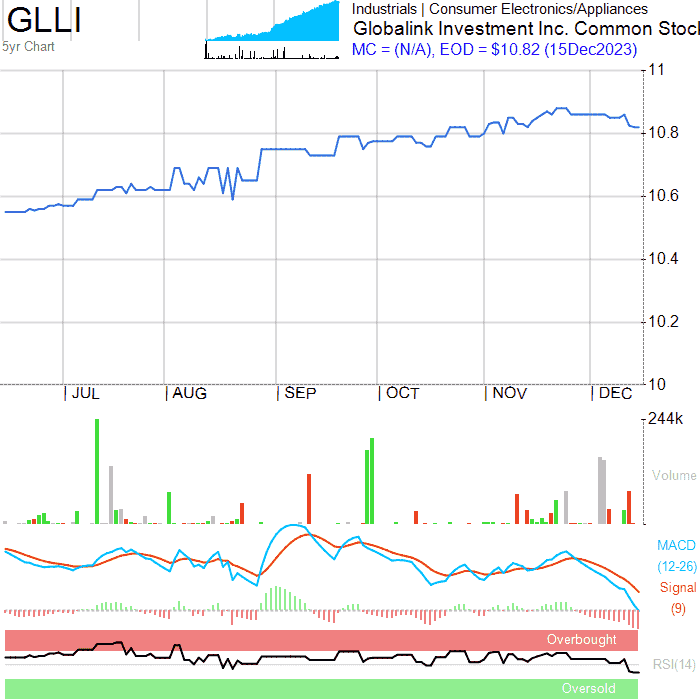 GLLI
5yr Chart
Industrials | Consumer Electronics/Appliances
Globalink Investment Inc. Common Stoc
MC = (N/A), EOD = $10.82 (15Dec2023)
11
10.8
10.6
10.4
10.2
10
| JUL | AUG | SEP | OCT | NOV | DEC
244k
Volume
MACD
(12-26)
Signal
(9)
Overbought
RSI(14)
Oversold